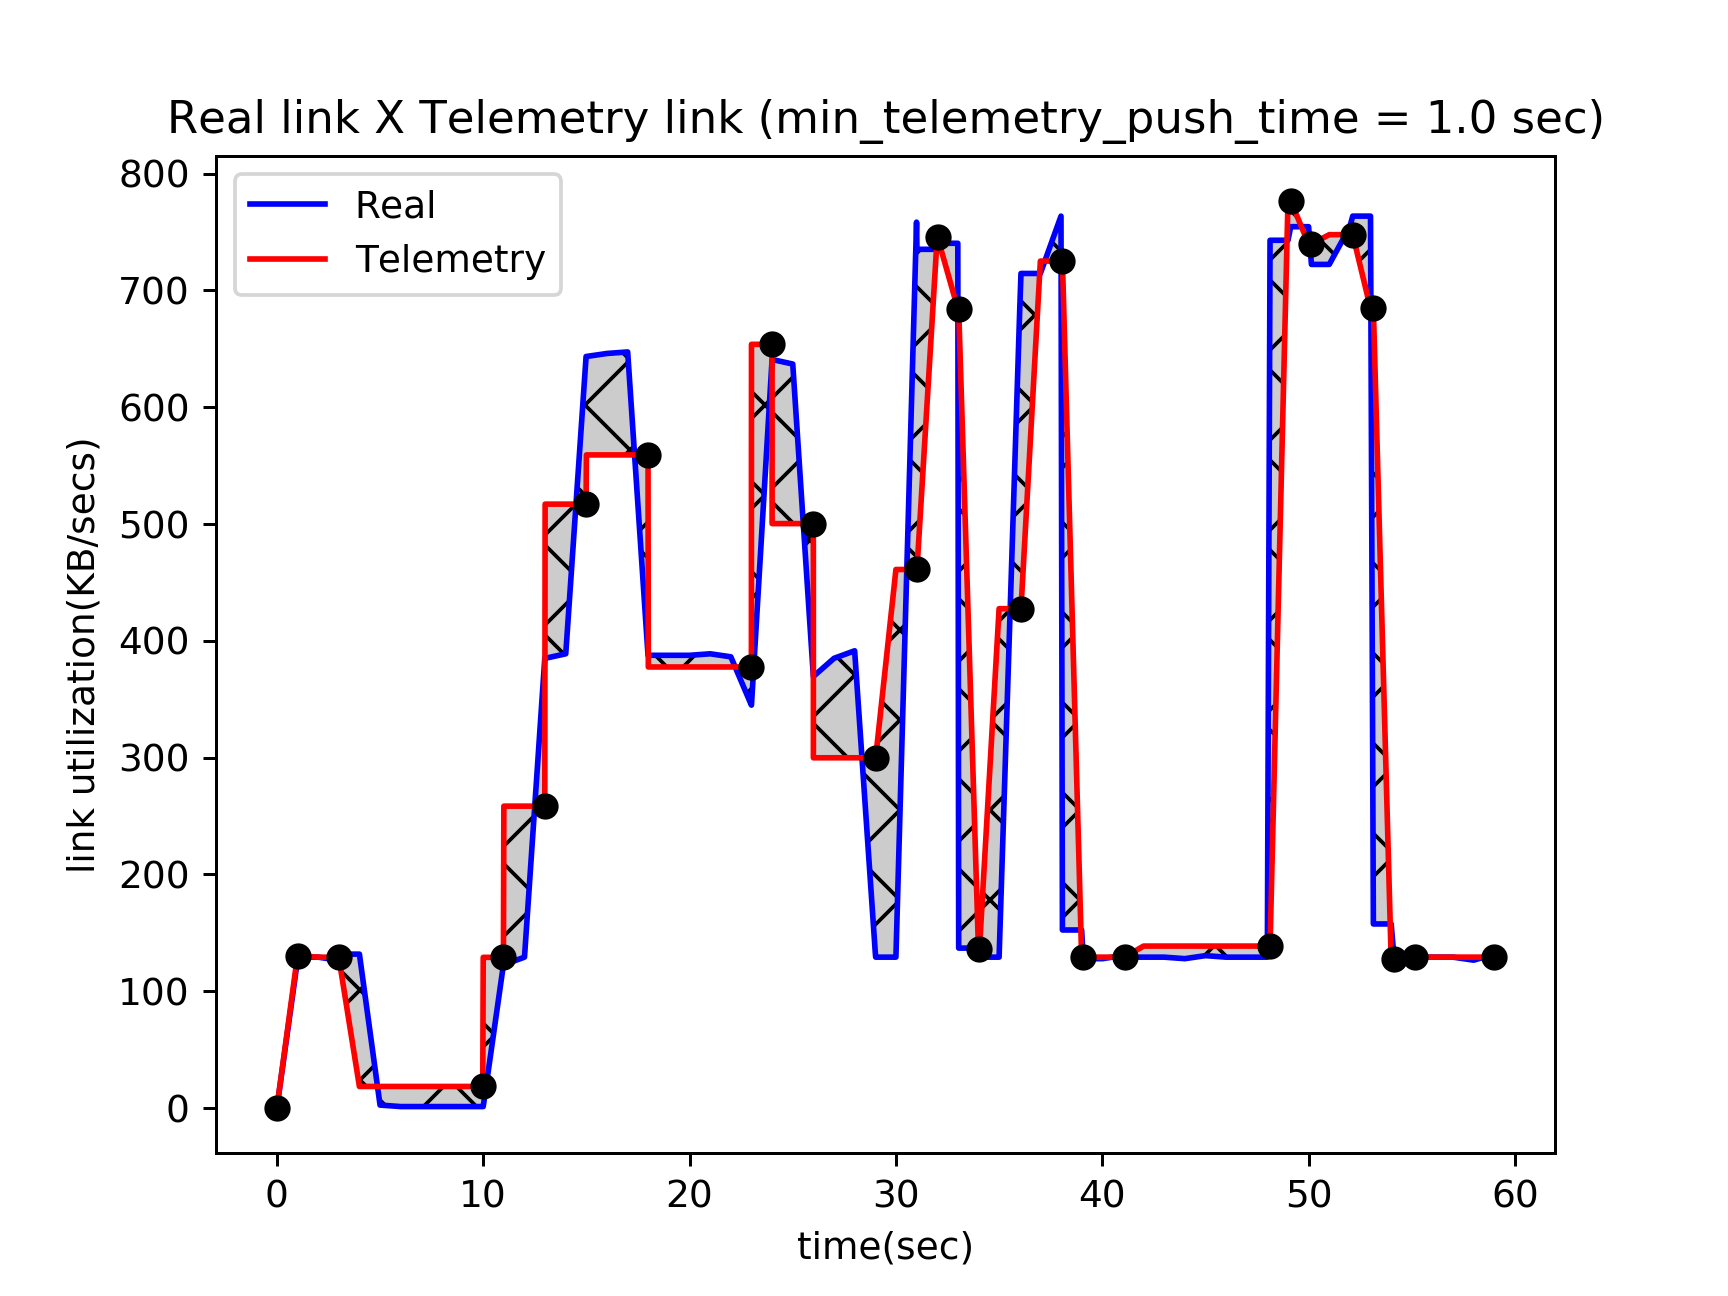 Real link X Telemetry link (min_telemetry_push_time = 1.0 sec)
Real
Telemetry
800
700
600
500
400
300
200
100
0
link utilization(KB/secs)
0 10 20 30 40 50 60
time(sec)